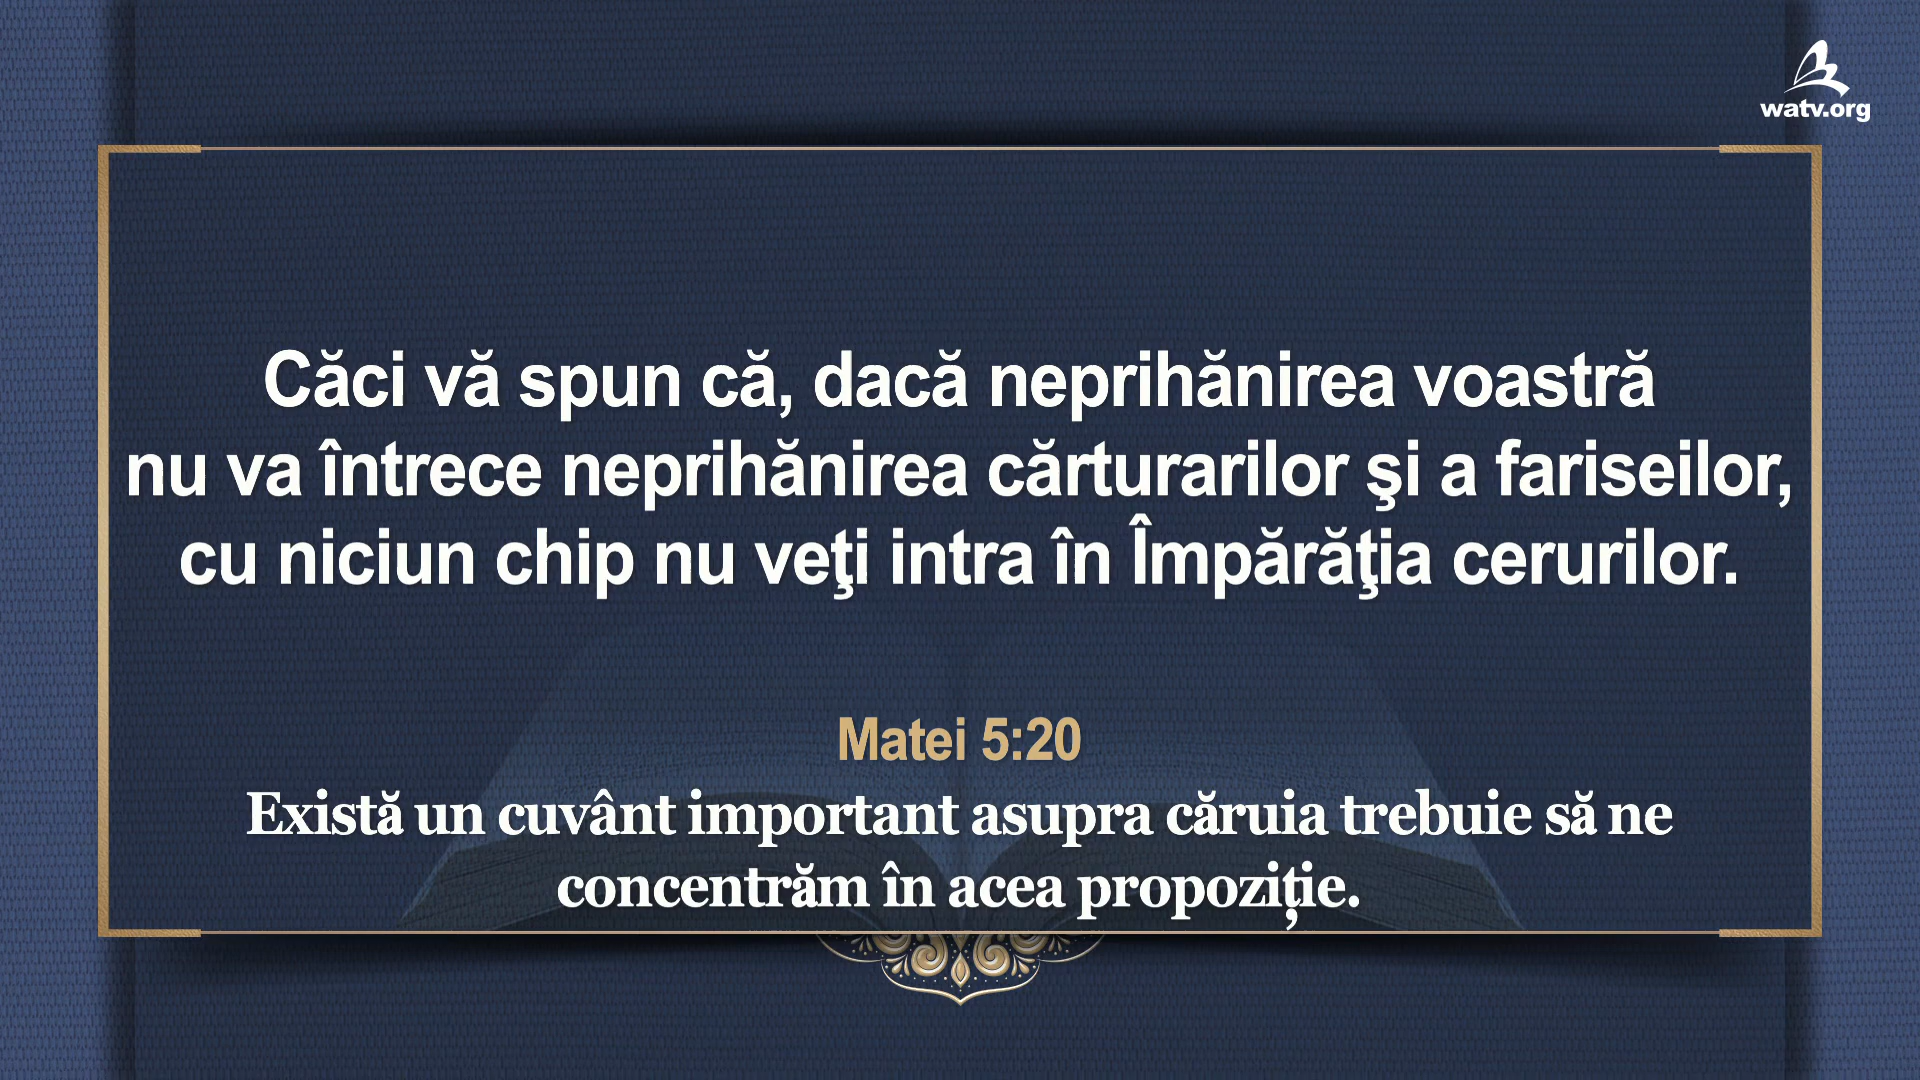 watv.org
Căci vă spun că, dacă neprihănirea voastră
nu va întrece neprihănirea cărturarilor şi a fariseilor,
cu niciun chip nu veţi intra în Împărăţia cerurilor.
Matei 5:20
Există un cuvânt important asupra căruia trebuie să ne
concentrăm în acea propoziție.